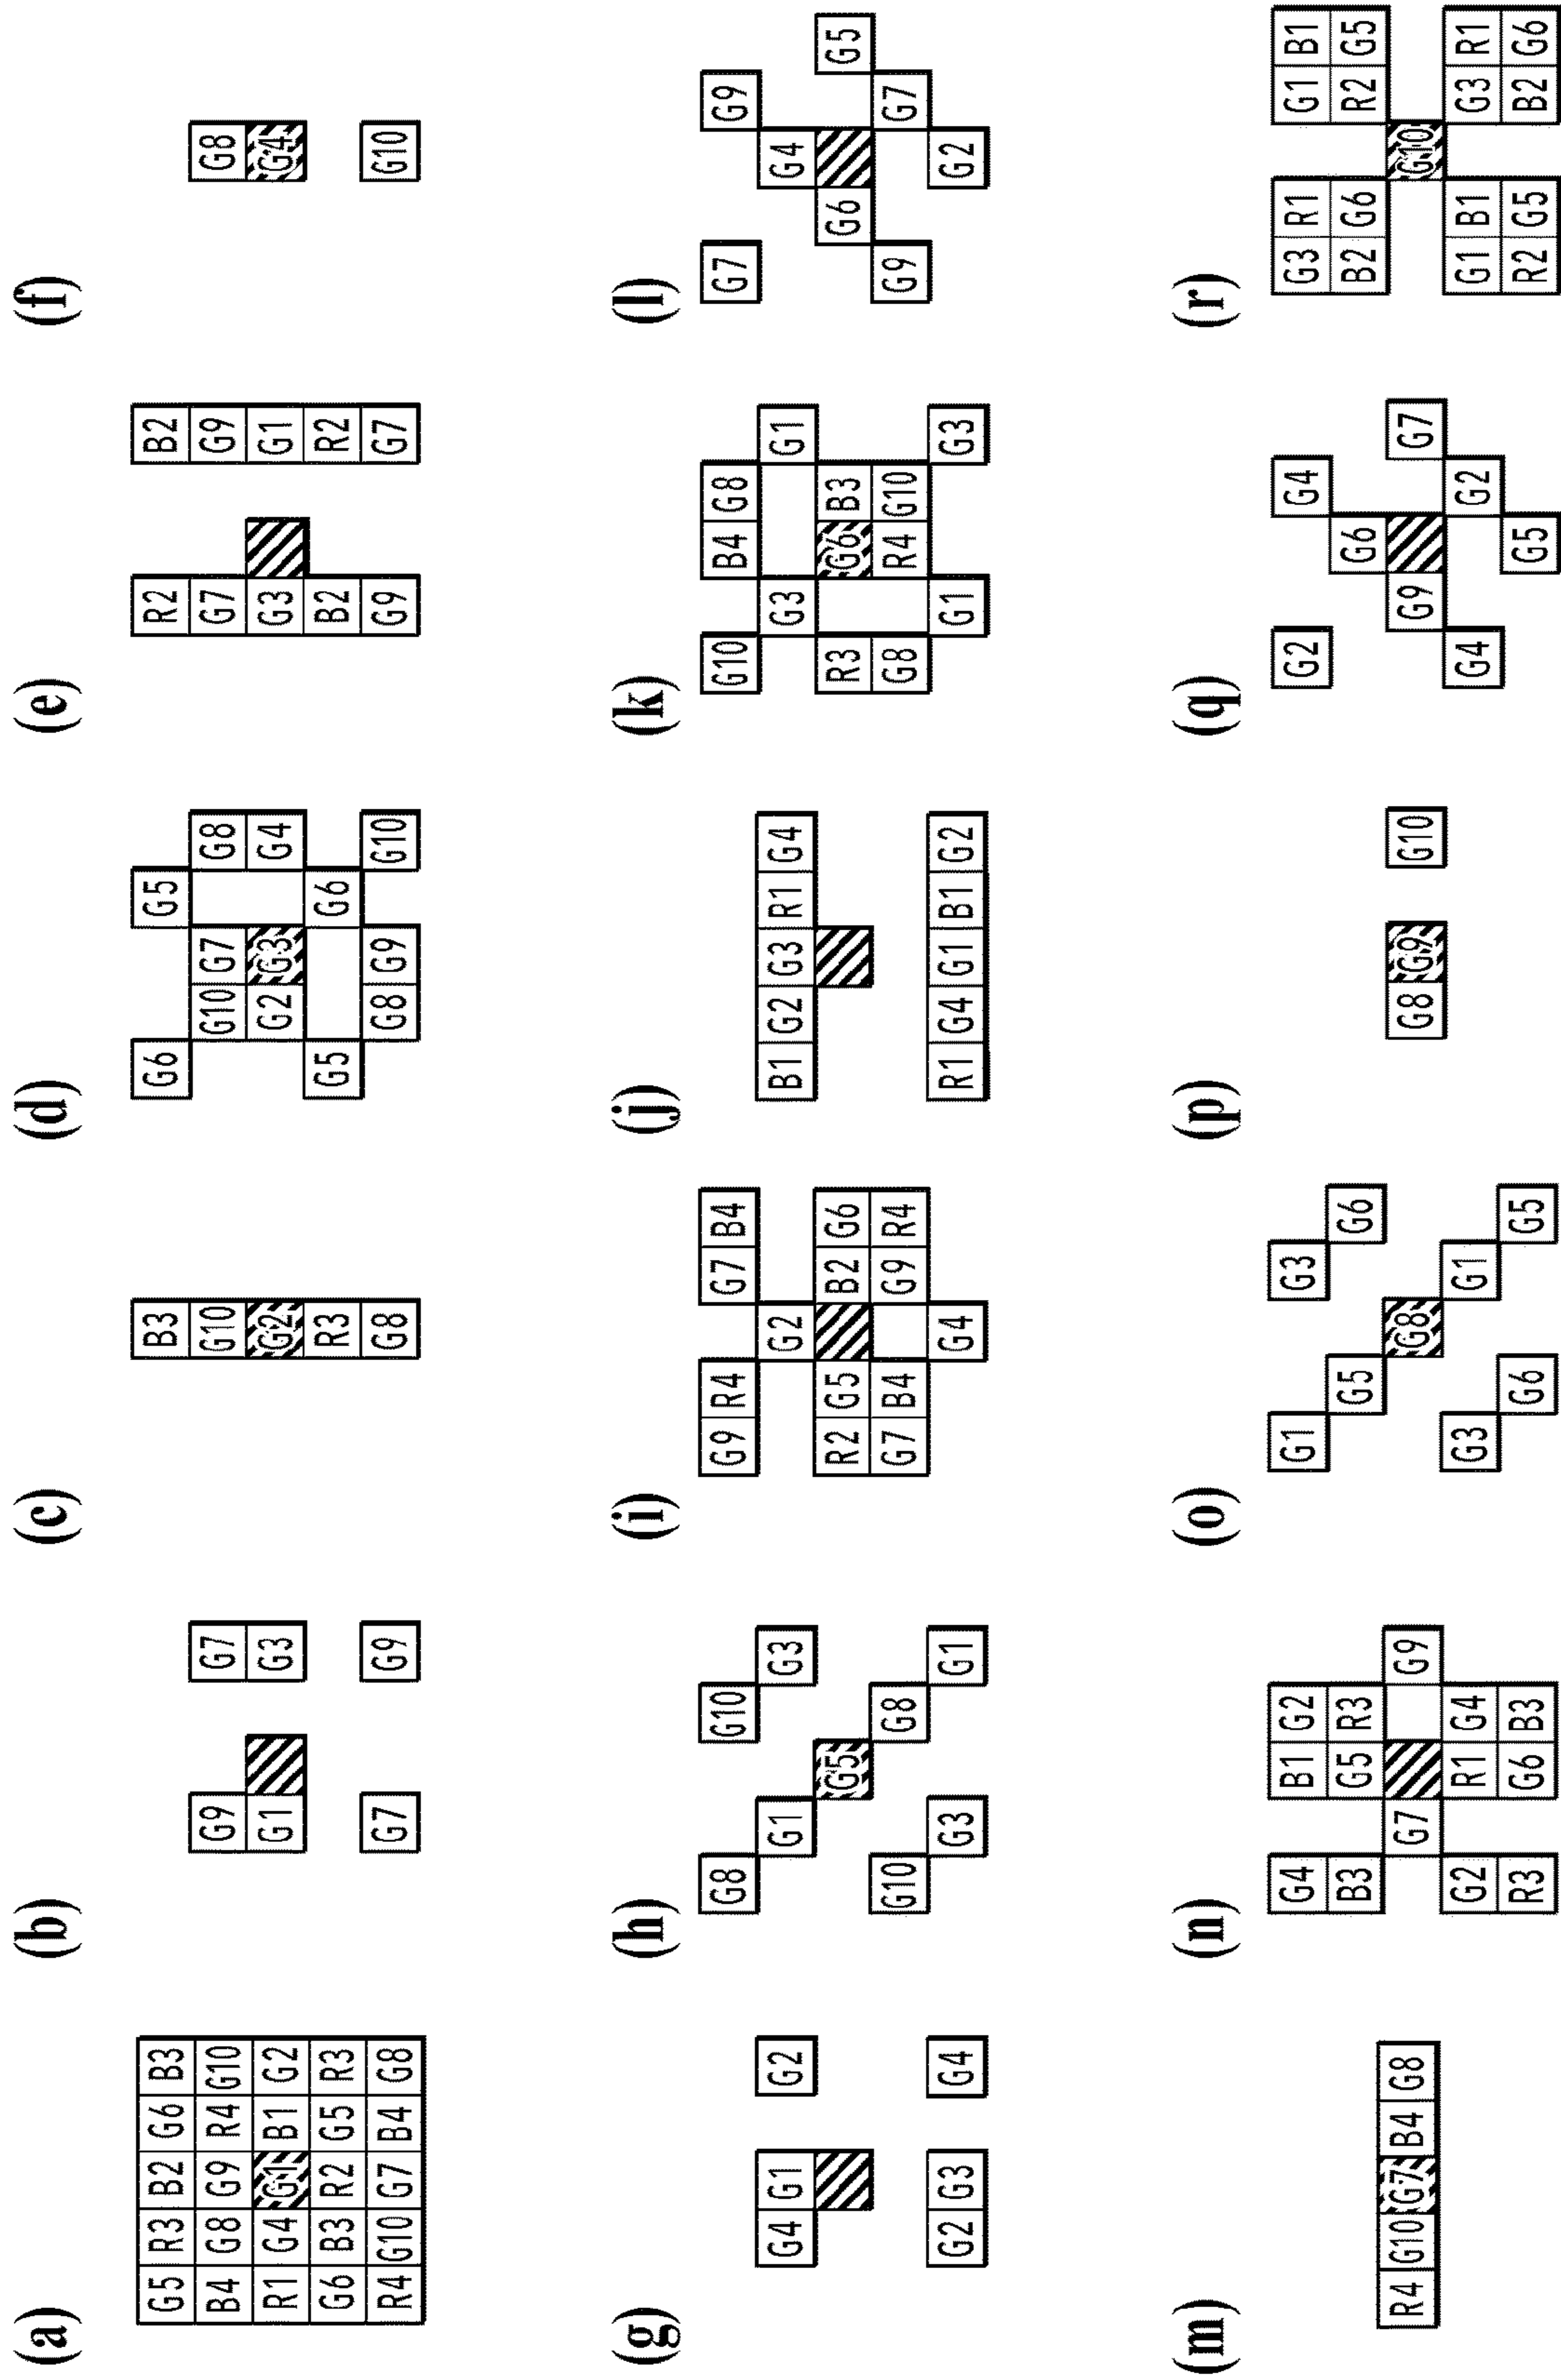 (a)
G5 R3 B2 G6 B3
B4 G8 G9 R4 G10
R1 G4 G1 B1 G2
G6 B3 R2 G5 R3
R4 G10 G7 B4 G8
(b)
G9 G7
G1 G3
G7 G9
(c)
B3
G10
G2
R3
G8
(d)
G6 G5
G10 G7 G8
G2 G3 G4
G5 G6
G8 G9 G10
(e)
R2 B2
G7 G9
G3 G1
B2 R2
G9 G7
(f)
G8
G4
G10
(g)
G4 G1 G2
G2 G3 G4
(h)
G8 G10
G1 G3
G5
G10 G8
G3 G1
(i)
G9 R4 G7 B4
G2
R2 G5 B2 G6
G7 B4 G9 R4
G4
(j)
B1 G2 G3 R1 G4
R1 G4 G1 B1 G2
(k)
G10 B4 G8
G3 G1
R3 G6 B3
G8 R4 G10
G1 G3
(l)
G7 G9
G4
G6 G5
G9 G7
G2
(m)
R4 G10 G7 B4 G8
(n)
G4 B1 G2
B3 G5 R3
G7 G9
G2 R1 G4
R3 G6 B3
(o)
G1 G3
G5 G6
G8
G3 G1
G6 G5
(p)
G8 G9 G10
(q)
G2 G4
G6
G9 G7
G4 G2
G5
(r)
G3 R1 G1 B1
B2 G6 R2 G5
G10
G1 B1 G3 R1
R2 G5 B2 G6